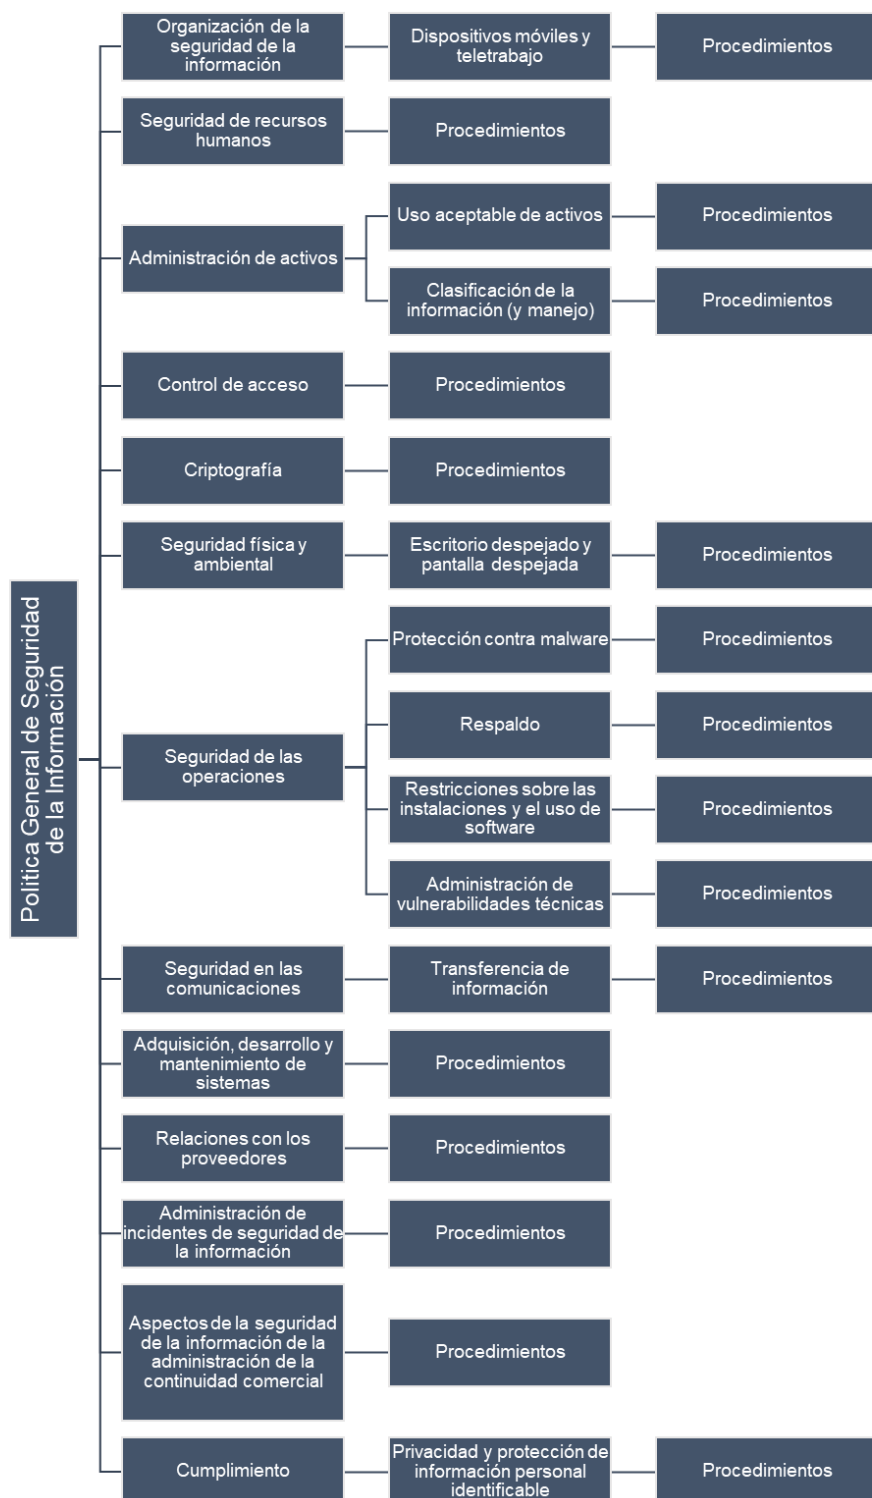 Organización de la
seguridad de la
información
Dispositivos móviles y
teletrabajo
Procedimientos
Seguridad de recursos
humanos
Procedimientos
Administración de activos
Uso aceptable de activos
Procedimientos
Clasificación de la
información (y manejo)
Procedimientos
Control de acceso
Procedimientos
Criptografía
Procedimientos
Seguridad física y
ambiental
Escritorio despejado y
pantalla despejada
Procedimientos
Politica General de Seguridad
de la Información
Seguridad de las
operaciones
Protección contra malware
Procedimientos
Respaldo
Procedimientos
Restricciones sobre las
instalaciones y el uso de
software
Procedimientos
Administración de
vulnerabilidades técnicas
Procedimientos
Seguridad en las
comunicaciones
Transferencia de
información
Procedimientos
Adquisición, desarrollo y
mantenimiento de
sistemas
Procedimientos
Relaciones con los
proveedores
Procedimientos
Administración de
incidentes de seguridad de
la información
Procedimientos
Aspectos de la seguridad
de la información de la
administración de la
continuidad comercial
Procedimientos
Cumplimiento
Privacidad y protección de
información personal
identificable
Procedimientos